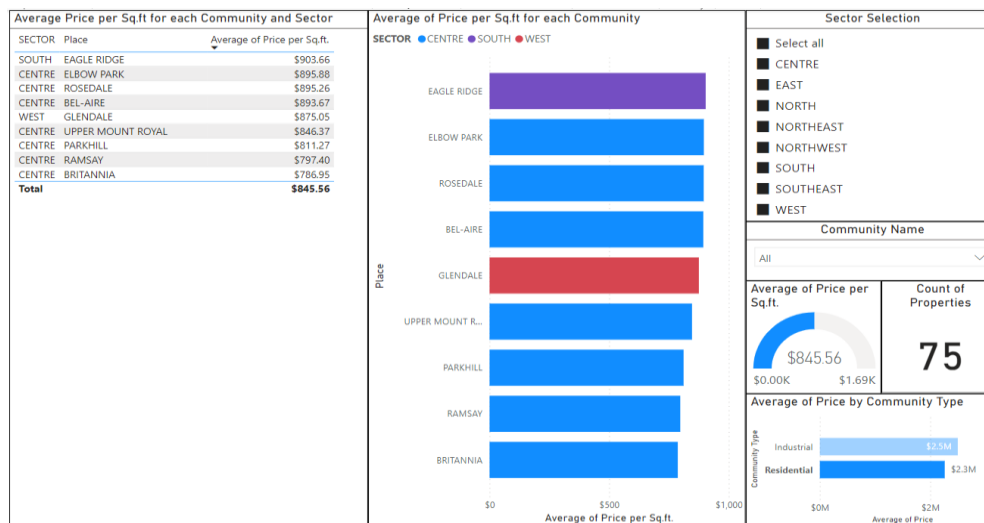 Average Price per Sq.ft for each Community and Sector
SECTOR Place Average of Price per Sq.ft.
SOUTH EAGLE RIDGE $903.66
CENTRE ELBOW PARK $895.88
CENTRE ROSEDALE $895.26
CENTRE BEL-AIRE $893.67
WEST GLENDALE $875.05
CENTRE UPPER MOUNT ROYAL $846.37
CENTRE PARKHILL $811.27
CENTRE RAMSAY $797.40
CENTRE BRITANNIA $786.95
Total $845.56
Average of Price per Sq.ft for each Community
SECTOR CENTRE SOUTH WEST
Place
EAGLE RIDGE
ELBOW PARK
ROSEDALE
BEL-AIRE
GLENDALE
UPPER MOUNT R...
PARKHILL
RAMSAY
BRITANNIA
$0 $500 $1,000
Average of Price per Sq.ft.
Sector Selection
Select all
CENTRE
EAST
NORTH
NORTHEAST
NORTHWEST
SOUTH
SOUTHEAST
WEST
Community Name
All
Average of Price per
Sq.ft.
$845.56
$0.00K $1.69K
Count of
Properties
75
Average of Price by Community Type
Community Type
Industrial $2.5M
Residential $2.3M
$0M $2M
Average of Price